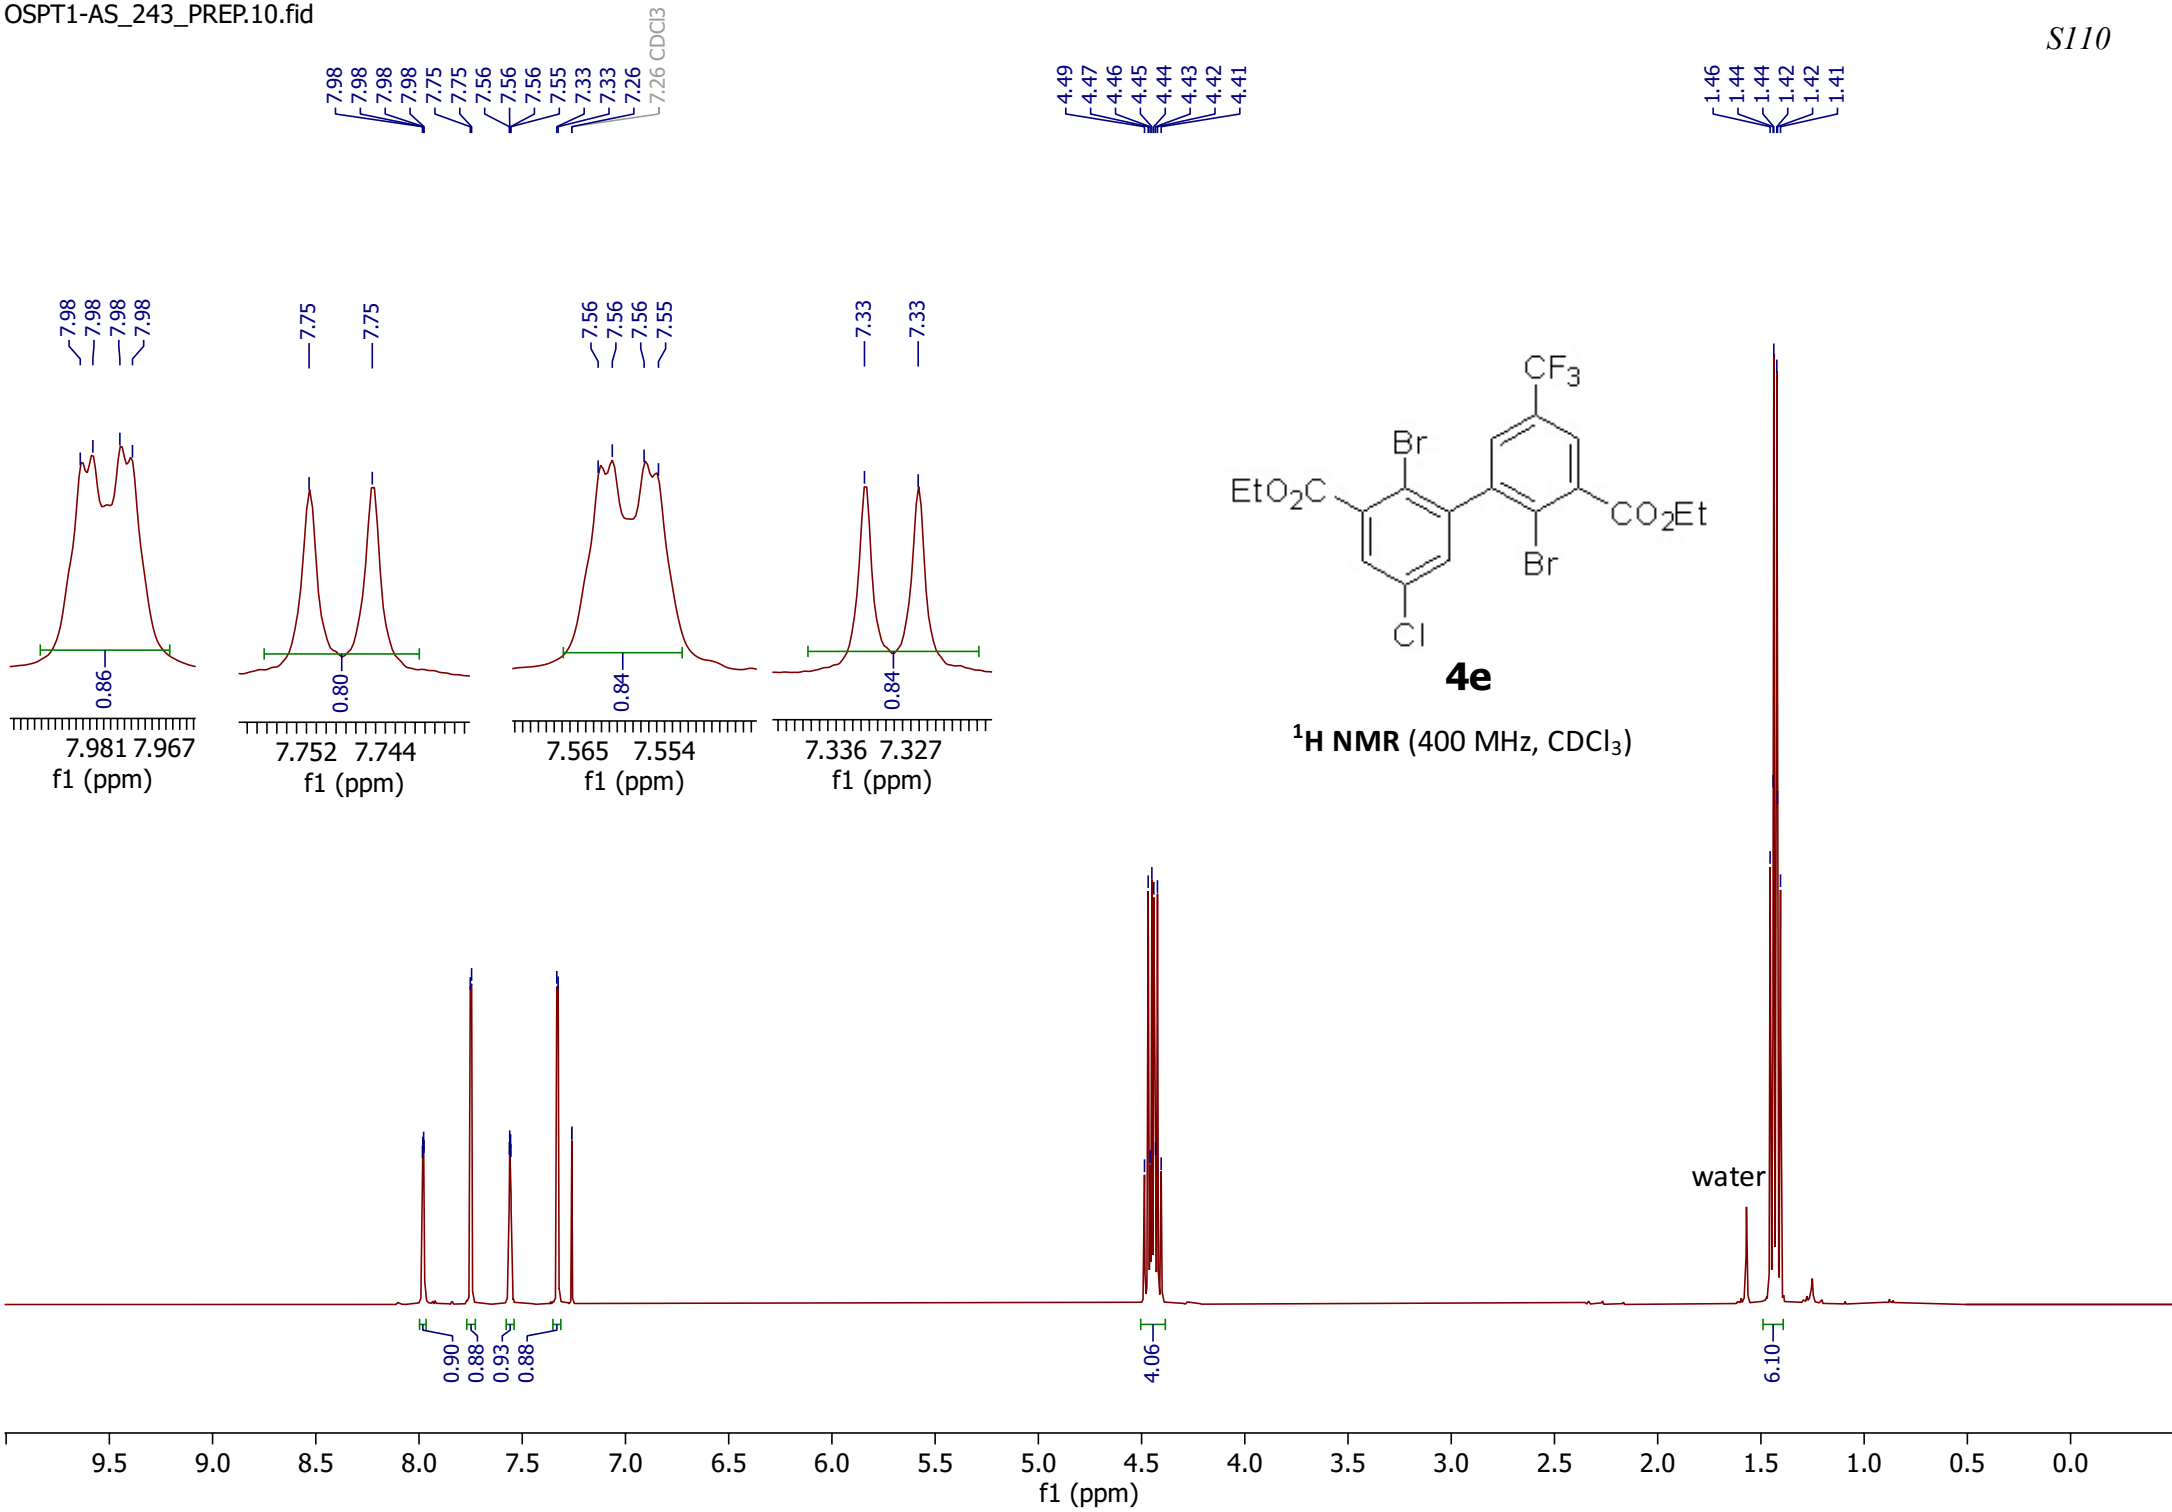 OSPT1-AS_243_PREP.10.fid
S110
7.98
7.98
7.98
7.98
7.75
7.75
7.56
7.56
7.56
7.55
7.33
7.33
7.26
7.26 CDCl3
4.49
4.47
4.46
4.45
4.44
4.43
4.42
4.41
1.46
1.44
1.44
1.42
1.42
1.41
7.98
7.98
7.98
7.98
7.75
7.75
7.56
7.56
7.56
7.55
7.33
7.33
0.86
0.80
0.84
0.84
7.981 7.967
f1 (ppm)
7.752 7.744
f1 (ppm)
7.565 7.554
f1 (ppm)
7.336 7.327
f1 (ppm)
CF3
Br
EtO2C
CO2Et
Br
Cl
4e
1H NMR (400 MHz, CDCl3)
water
0.90
0.88
0.93
0.88
4.06
6.10
9.5 9.0 8.5 8.0 7.5 7.0 6.5 6.0 5.5 5.0 4.5 4.0 3.5 3.0 2.5 2.0 1.5 1.0 0.5 0.0
f1 (ppm)